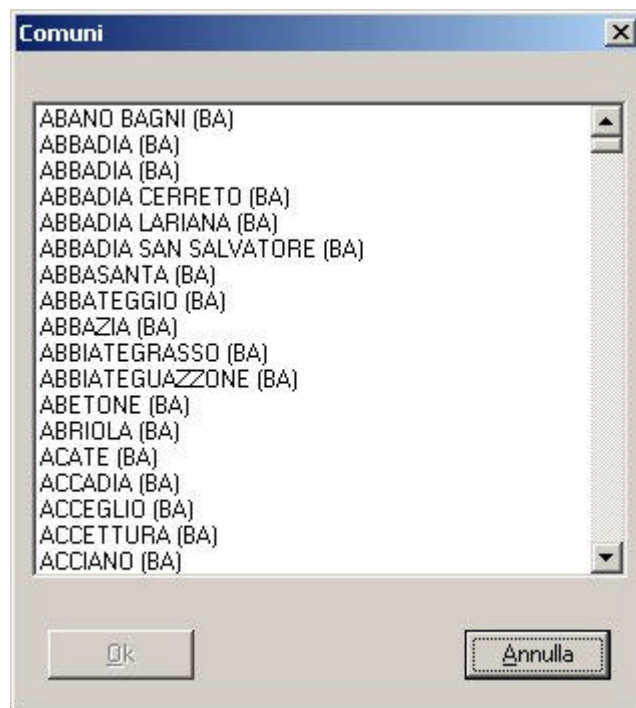 Comuni
ABANO BAGNI (BA)
ABBADIA (BA)
ABBADIA (BA)
ABBADIA CERRETO (BA)
ABBADIA LARIANA (BA)
ABBADIA SAN SALVATORE (BA)
ABBASANTA (BA)
ABBATEGGIO (BA)
ABBAZIA (BA)
ABBIATEGRASSO (BA)
ABBIATEGUAZZONE (BA)
ABETONE (BA)
ABRIOLA (BA)
ACATE (BA)
ACCADIA (BA)
ACCEGLIO (BA)
ACCETTURA (BA)
ACCIANO (BA)
Ok
Annulla